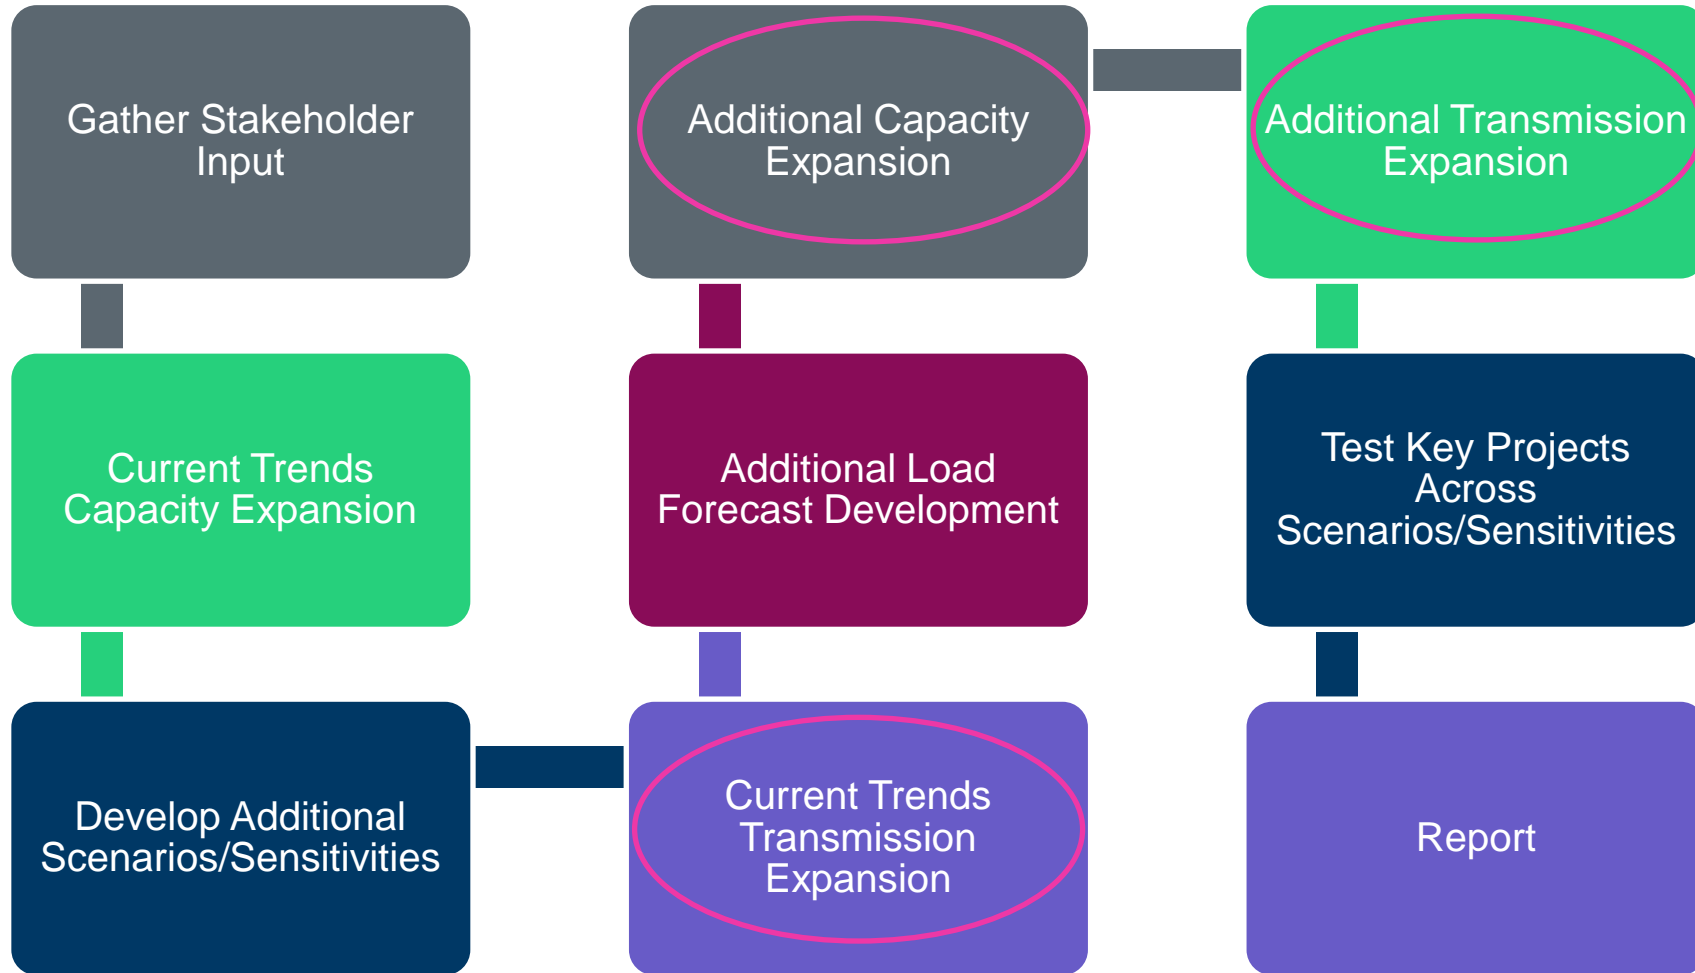 Gather Stakeholder
Input
Current Trends
Capacity Expansion
Develop Additional
Scenarios/Sensitivities
Current Trends
Transmission
Expansion
Additional Load
Forecast Development
Additional Capacity
Expansion
Additional Transmission
Expansion
Test Key Projects
Across
Scenarios/Sensitivities
Report